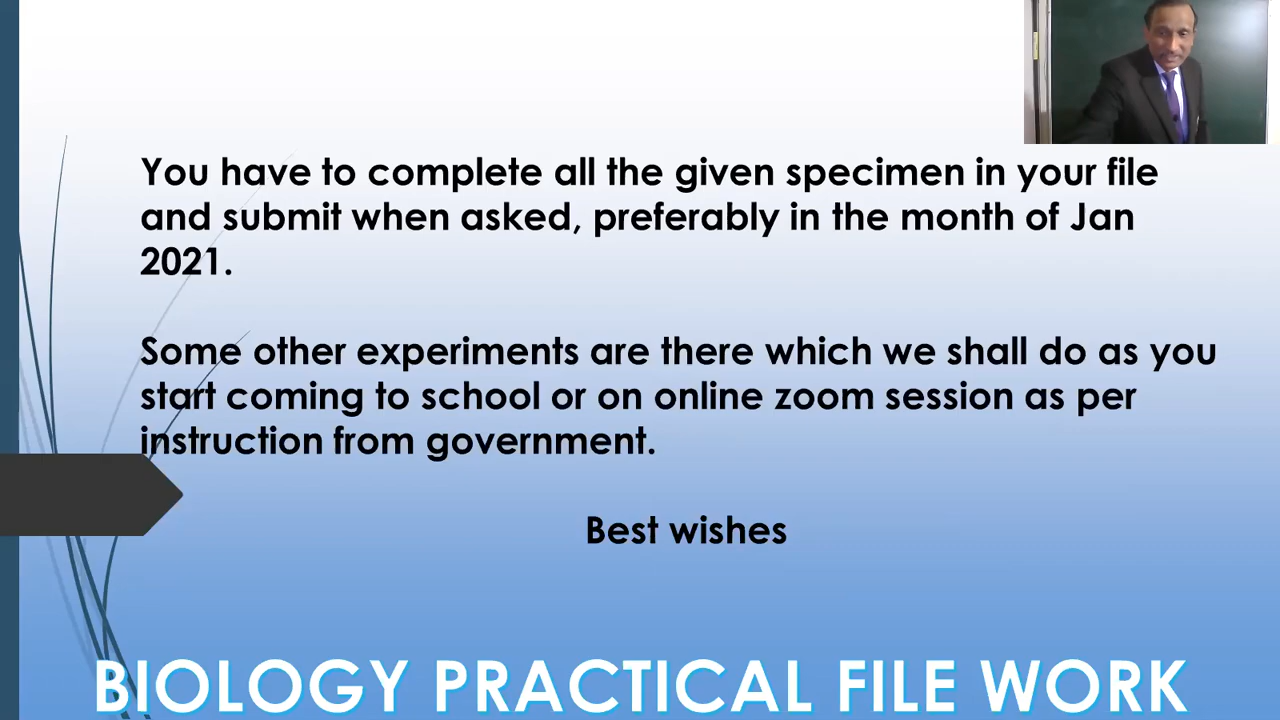 You have to complete all the given specimen in your file
and submit when asked, preferably in the month of Jan
2021.
Some other experiments are there which we shall do as you
start coming to school or on online zoom session as per
instruction from government.
Best wishes
BIOLOGY PRACTICAL FILE WORK